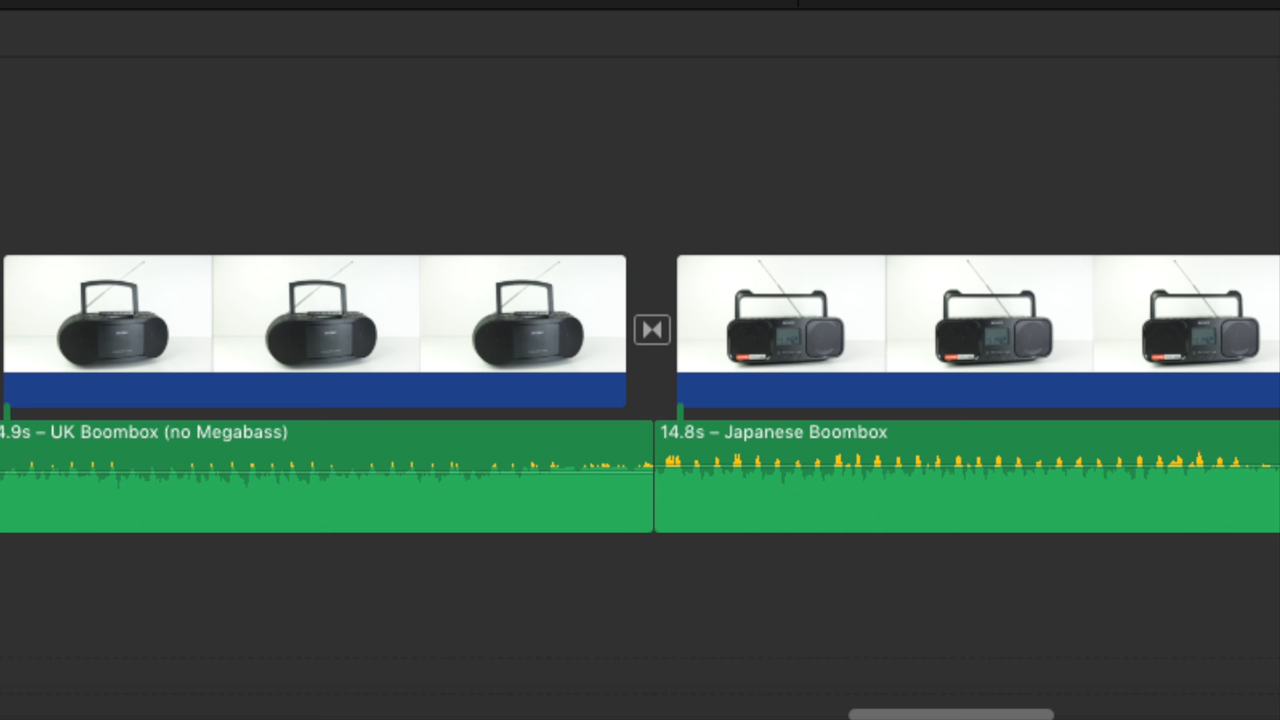 4.9s – UK Boombox (no Megabass)
14.8s – Japanese Boombox